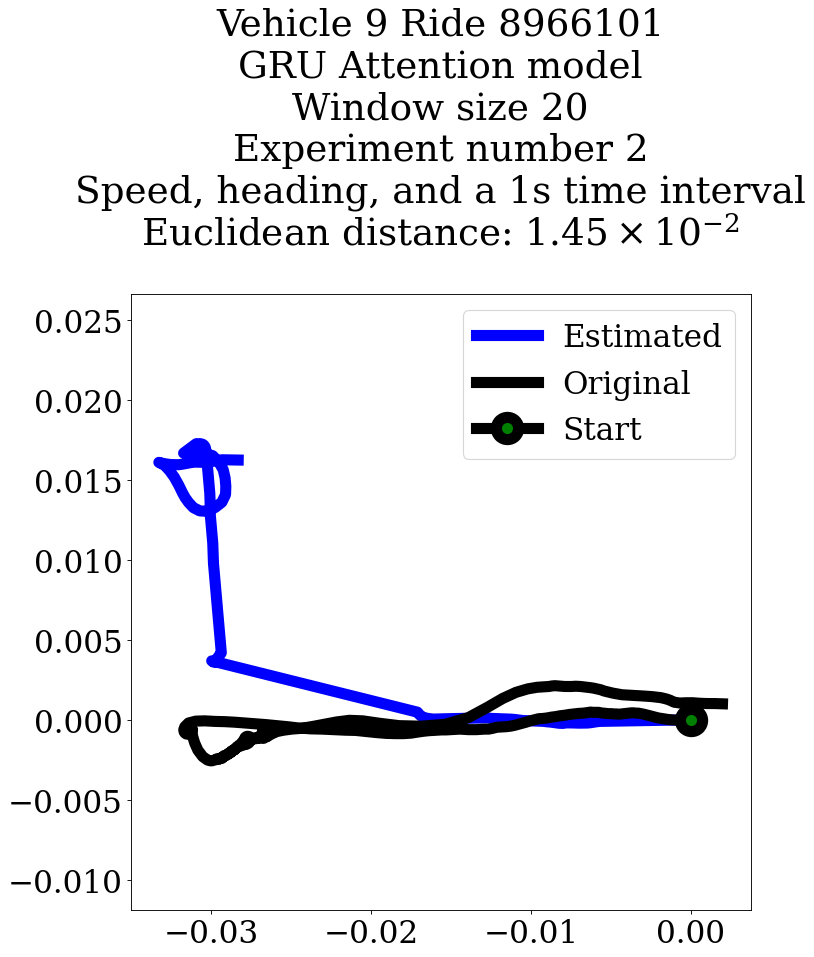 Vehicle 9 Ride 8966101
GRU Attention model
Window size 20
Experiment number 2
Speed, heading, and a 1s time interval
Euclidean distance: 1.45 × 10⁻²
Estimated
Original
Start
0.025
0.020
0.015
0.010
0.005
0.000
−0.005
−0.010
−0.03 −0.02 −0.01 0.00